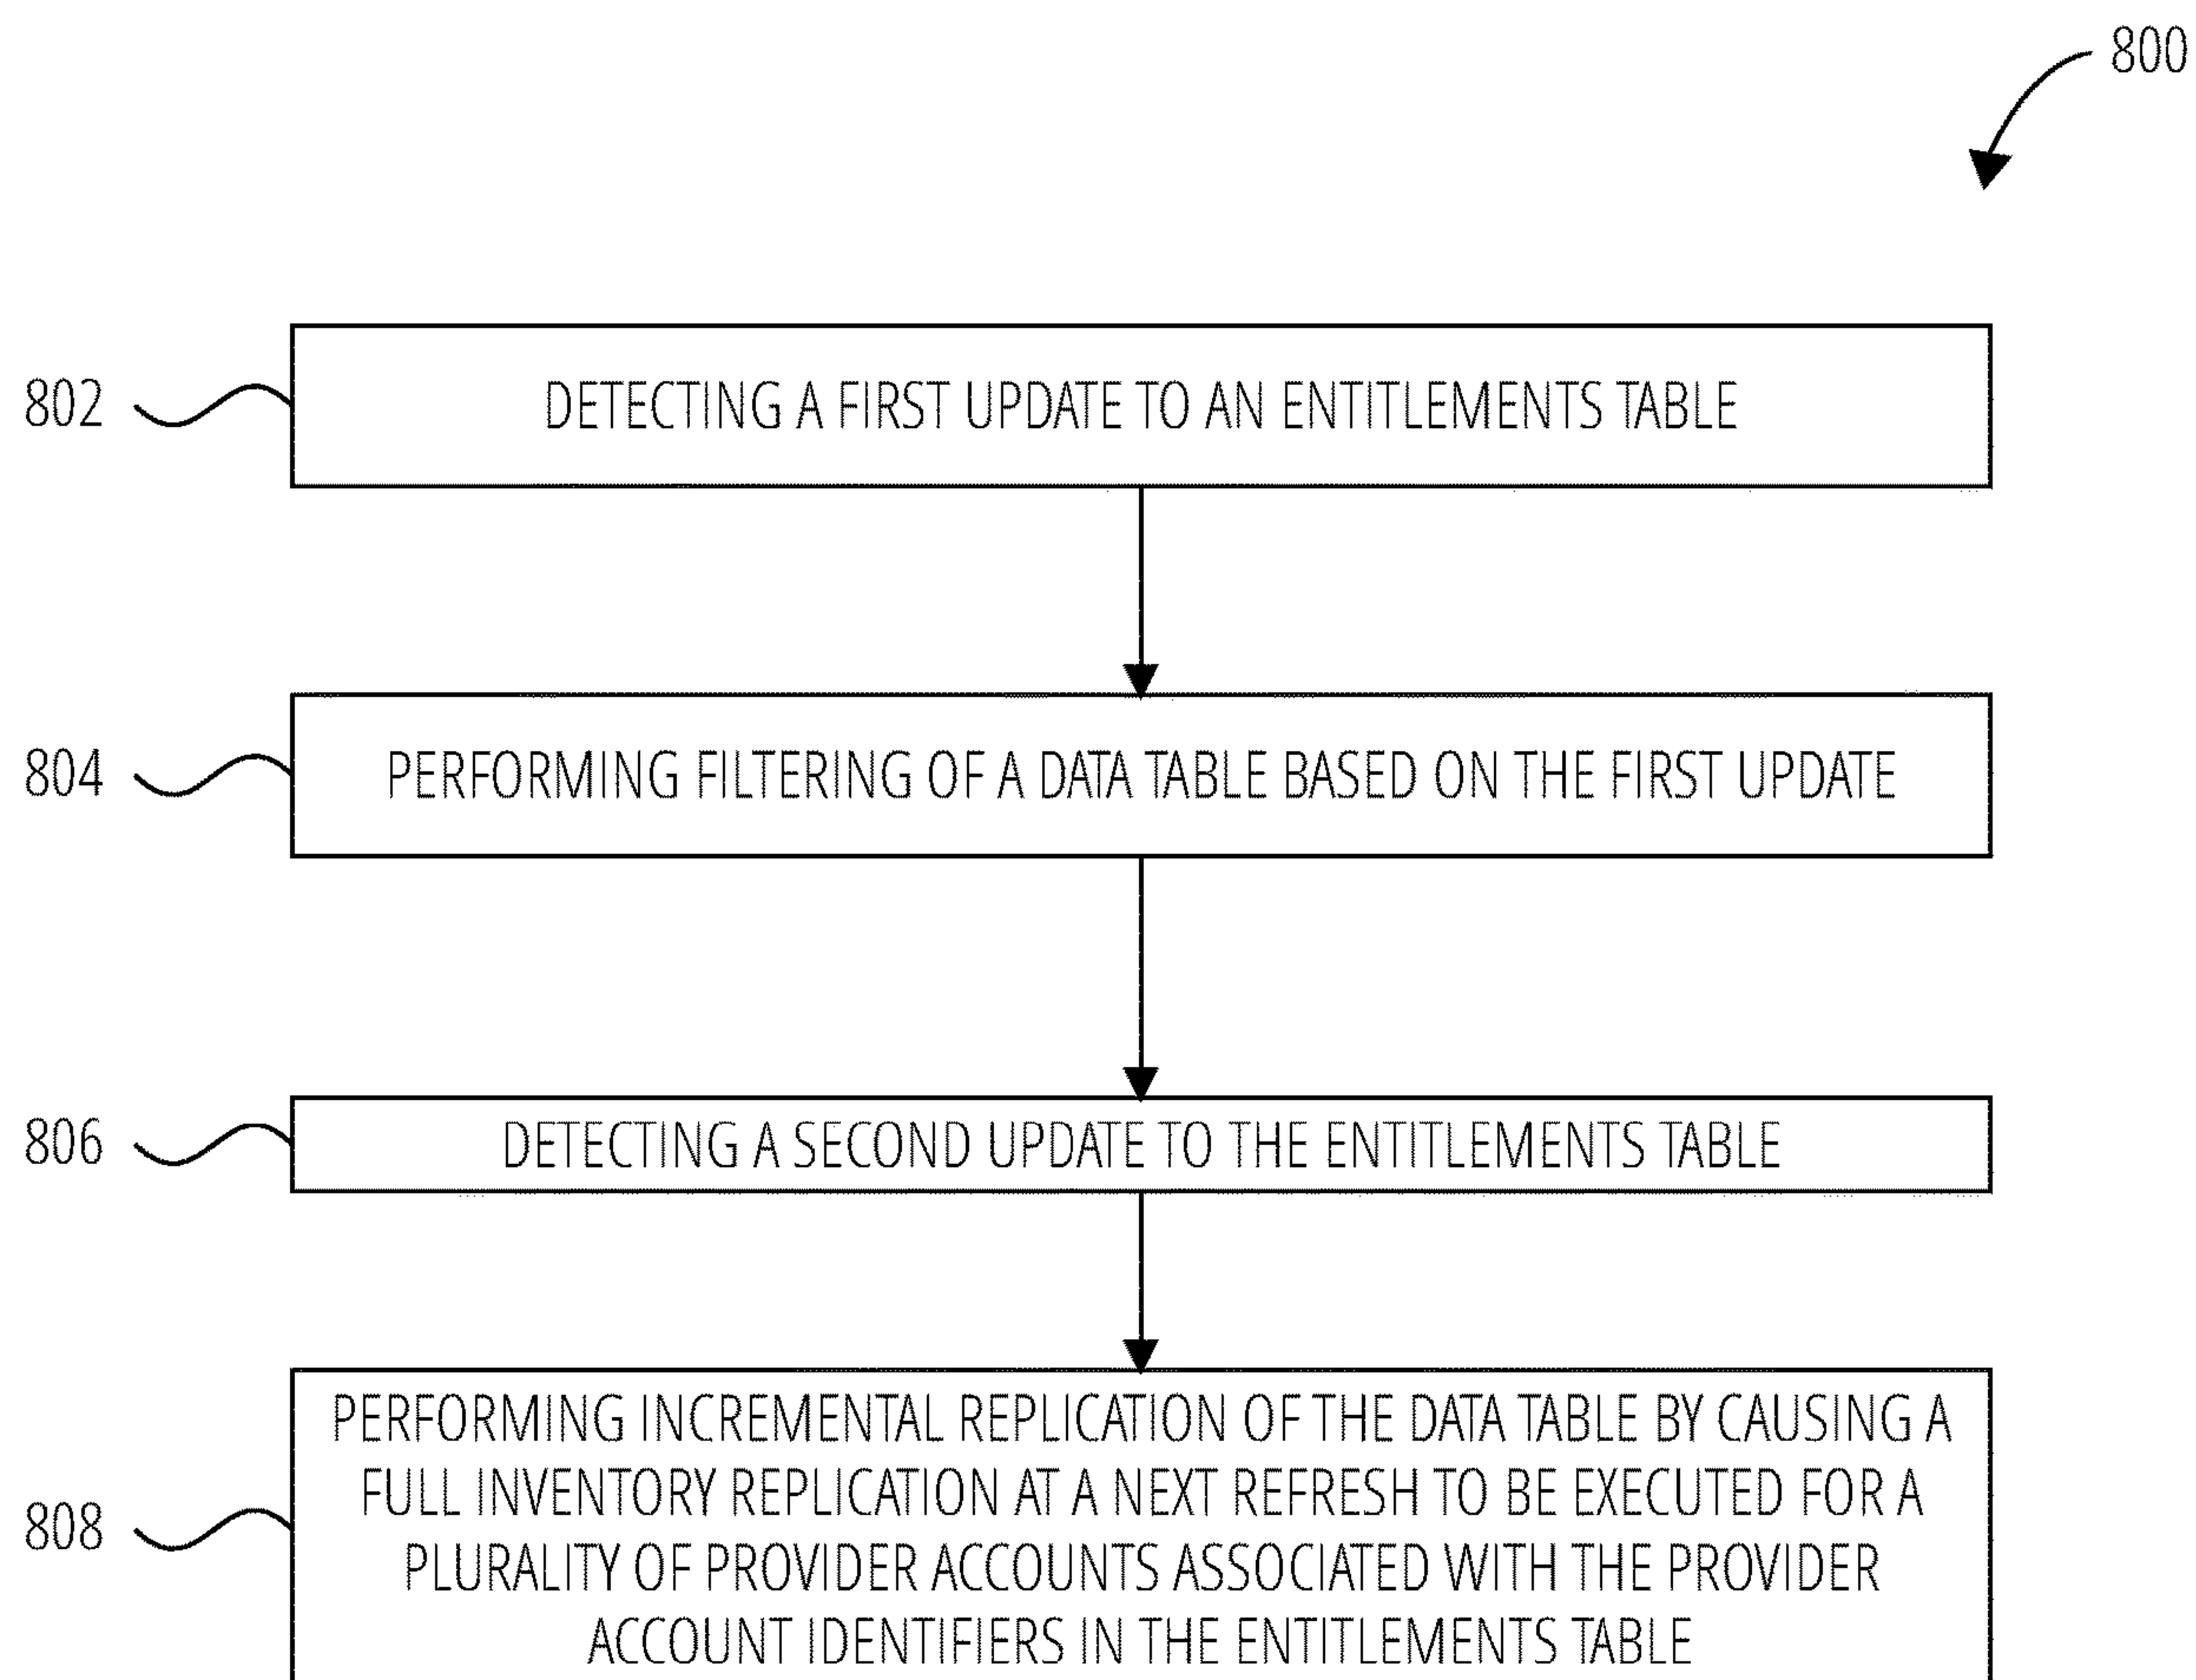 800
802
DETECTING A FIRST UPDATE TO AN ENTITLEMENTS TABLE
804
PERFORMING FILTERING OF A DATA TABLE BASED ON THE FIRST UPDATE
806
DETECTING A SECOND UPDATE TO THE ENTITLEMENTS TABLE
808
PERFORMING INCREMENTAL REPLICATION OF THE DATA TABLE BY CAUSING A
FULL INVENTORY REPLICATION AT A NEXT REFRESH TO BE EXECUTED FOR A
PLURALITY OF PROVIDER ACCOUNTS ASSOCIATED WITH THE PROVIDER
ACCOUNT IDENTIFIERS IN THE ENTITLEMENTS TABLE